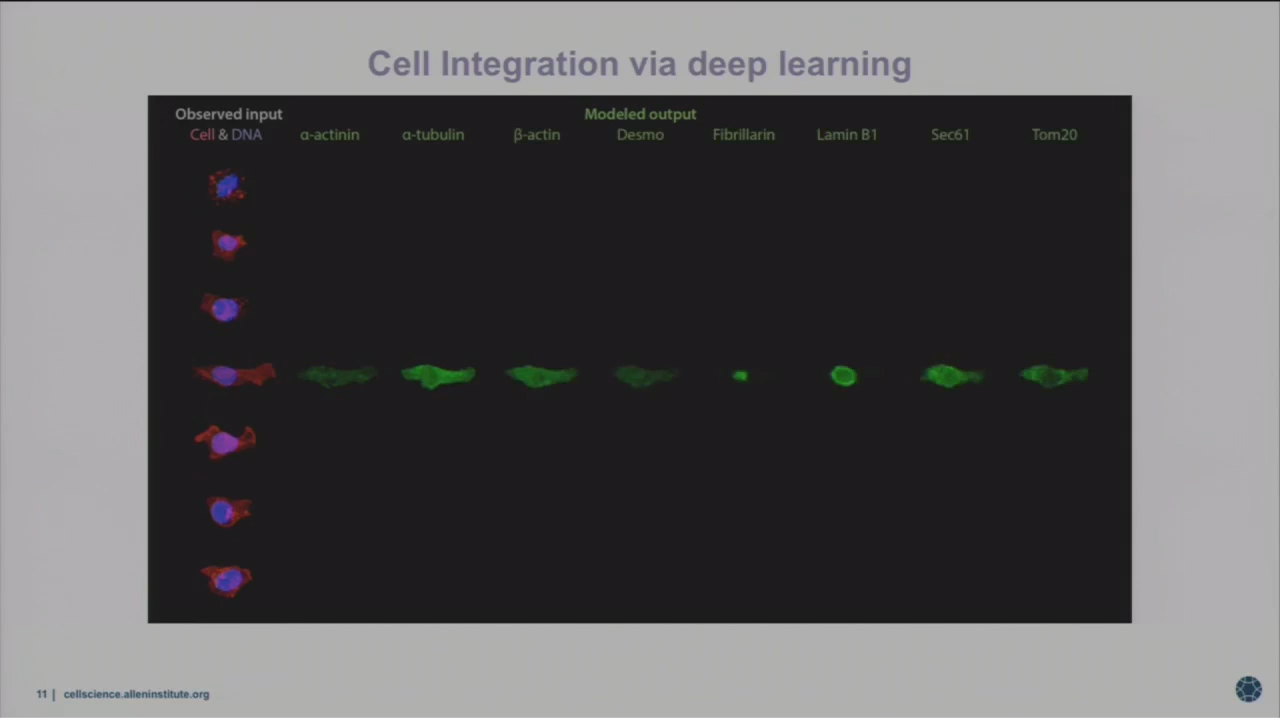 Cell Integration via deep learning
Observed input
Modeled output
Cell & DNA
α-actinin
α-tubulin
β-actin
Desmo
Fibrillarin
Lamin B1
Sec61
Tom20
11 | cellscience.alleninstitute.org